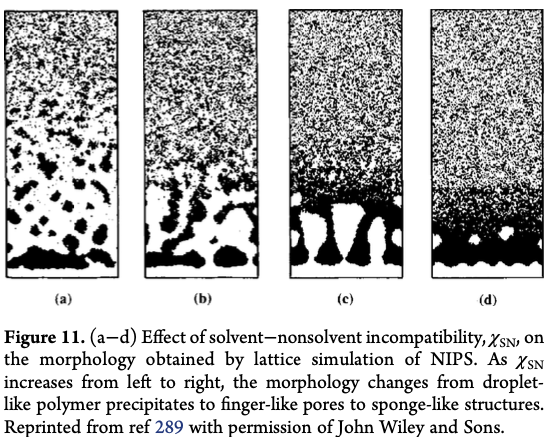 (a) (b) (c) (d)
Figure 11. (a−d) Effect of solvent−nonsolvent incompatibility, χSN, on
the morphology obtained by lattice simulation of NIPS. As χSN
increases from left to right, the morphology changes from droplet-
like polymer precipitates to finger-like pores to sponge-like structures.
Reprinted from ref 289 with permission of John Wiley and Sons.